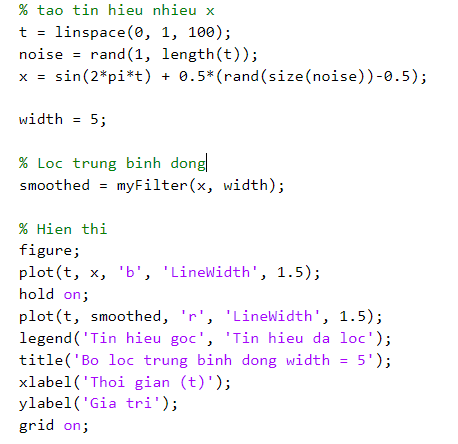 % tao tin hieu nhieu x
t = linspace(0, 1, 100);
noise = rand(1, length(t));
x = sin(2*pi*t) + 0.5*(rand(size(noise))-0.5);
width = 5;
% Loc trung binh dong
smoothed = myFilter(x, width);
% Hien thi
figure;
plot(t, x, 'b', 'LineWidth', 1.5);
hold on;
plot(t, smoothed, 'r', 'LineWidth', 1.5);
legend('Tin hieu goc', 'Tin hieu da loc');
title('Bo loc trung binh dong width = 5');
xlabel('Thoi gian (t)');
ylabel('Gia tri');
grid on;